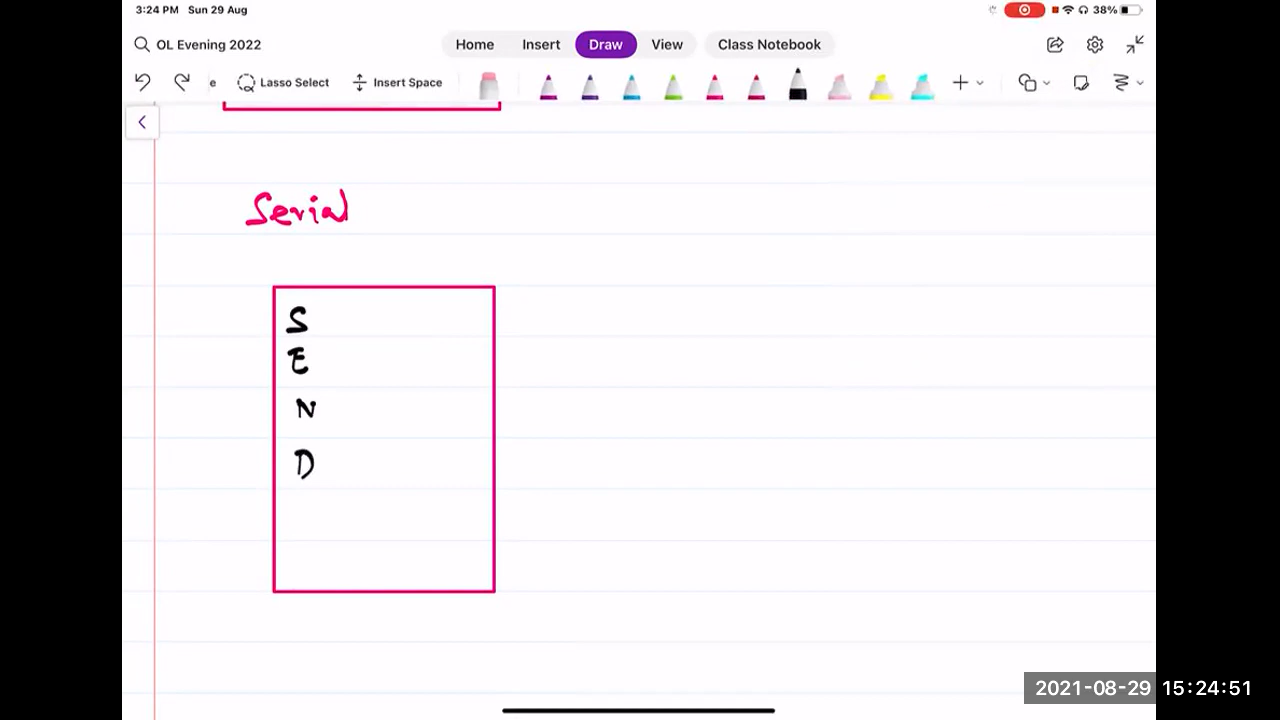 3:24 PM Sun 29 Aug 38%
OL Evening 2022 Home Insert Draw View Class Notebook
e Lasso Select Insert Space
Serial
S
E
N
D
2021-08-29 15:24:51